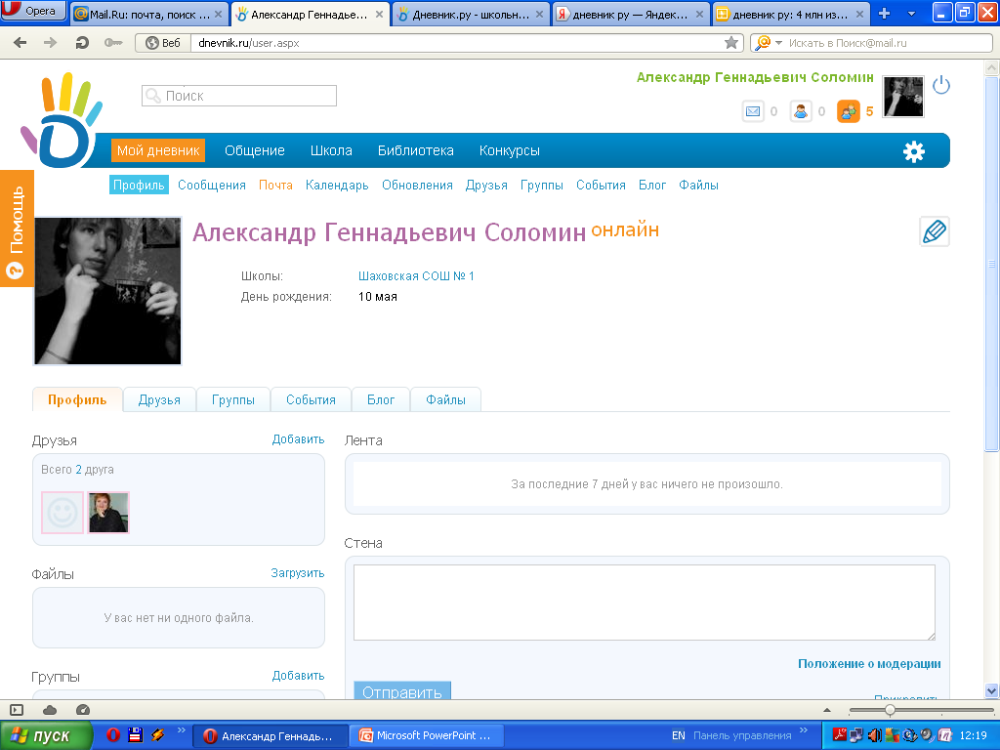 Opera
Mail.Ru: почта, поиск ...
Александр Геннадье...
Дневник.ру - школьн...
дневник ру — Яндек...
дневник ру: 4 млн из...
Веб
dnevnik.ru/user.aspx
Искать в Поиск@mail.ru
Александр Геннадьевич Соломин
Поиск
0 0 5
Мой дневник Общение Школа Библиотека Конкурсы
Профиль Сообщения Почта Календарь Обновления Друзья Группы События Блог Файлы
Помощь
Александр Геннадьевич Соломин онлайн
Школы: Шаховская СОШ № 1
День рождения: 10 мая
Профиль Друзья Группы События Блог Файлы
Друзья Добавить
Всего 2 друга
Лента
За последние 7 дней у вас ничего не произошло.
Стена
Файлы Загрузить
У вас нет ни одного файла.
Положение о модерации
Группы Добавить
Отправить
Прикрепить
пуск
Александр Геннадь...
Microsoft PowerPoint ...
EN
Панель управления
12:19